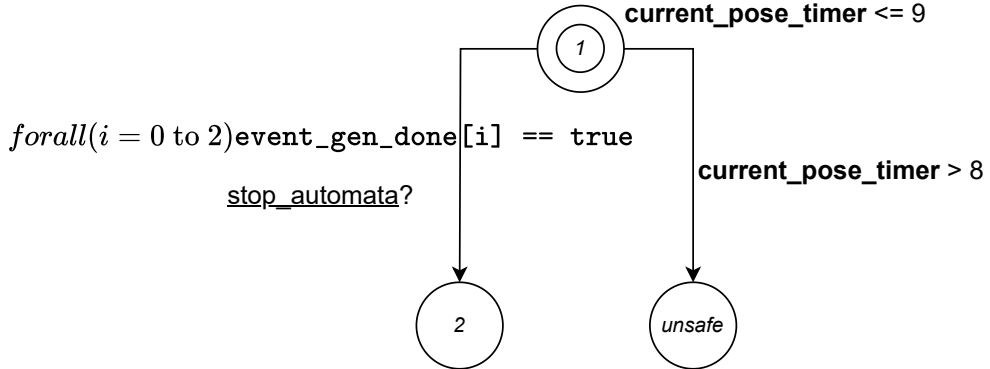 current_pose_timer <= 9
1
forall(i = 0 to 2)event_gen_done[i] == true
current_pose_timer > 8
stop_automata?
2
unsafe